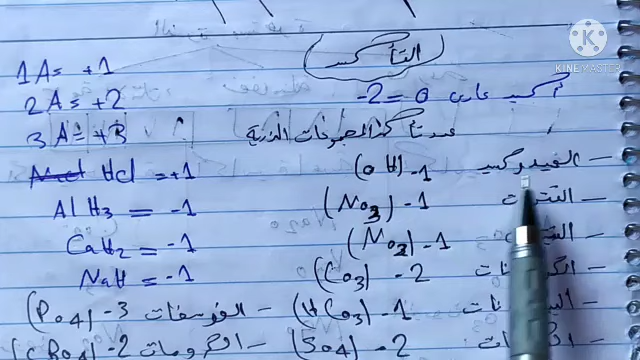 KINEMASTER
التأكسد
1A = +1
أكسيد عادي O = -2
2A = +2
عدد تأكسد المجموعات الذرية
3A = +3
- الهيدروكسيد (OH) -1
HCl = +1
- النترات (NO3) -1
AlH3 = -1
(NO2) -1
CaH2 = -1
(CO3) -2
NaH = -1
(HCO3) -1
- الفوسفات (PO4) -3
(SO4) -2
- الكرومات -2